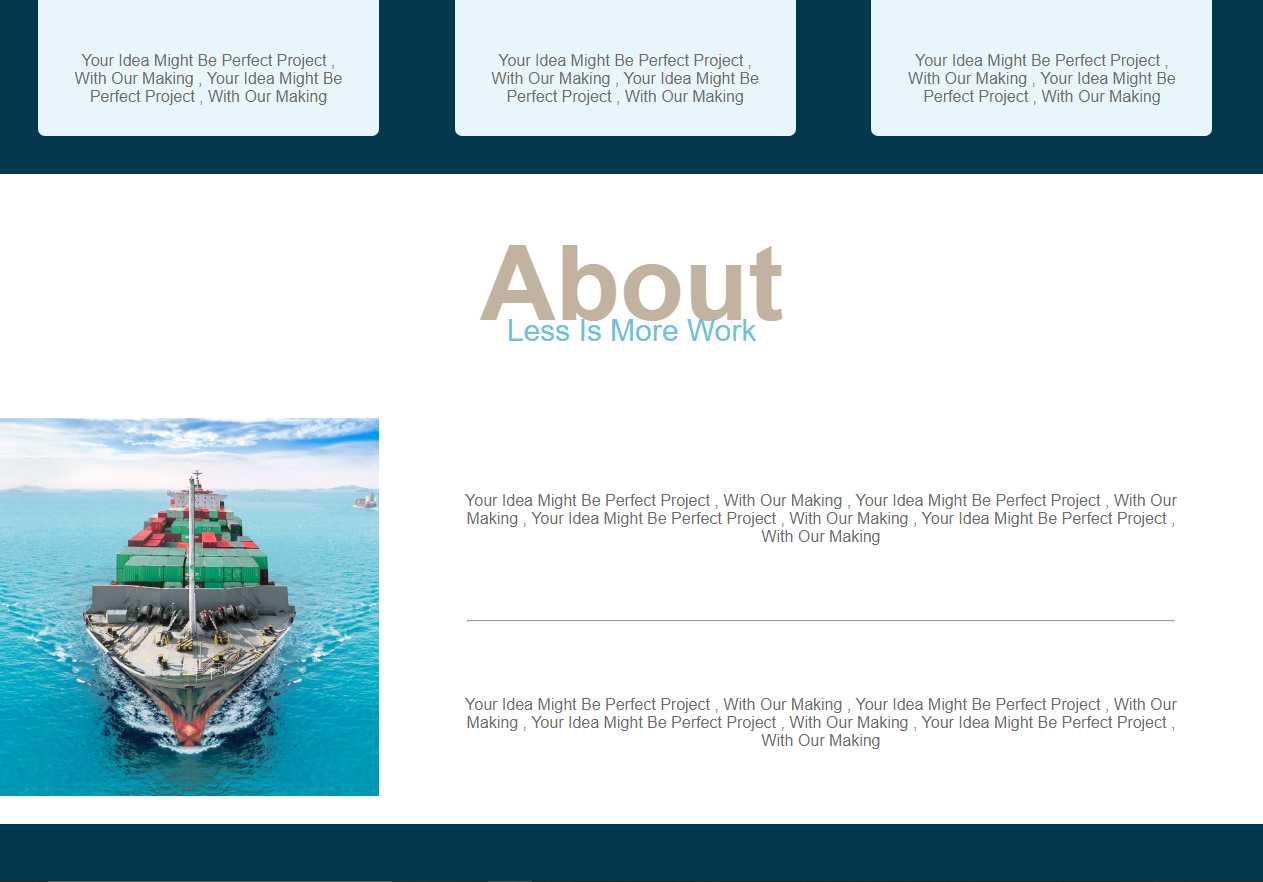 Your Idea Might Be Perfect Project ,
With Our Making , Your Idea Might Be
Perfect Project , With Our Making
Your Idea Might Be Perfect Project ,
With Our Making , Your Idea Might Be
Perfect Project , With Our Making
Your Idea Might Be Perfect Project ,
With Our Making , Your Idea Might Be
Perfect Project , With Our Making
About
Less Is More Work
Your Idea Might Be Perfect Project , With Our Making , Your Idea Might Be Perfect Project , With Our
Making , Your Idea Might Be Perfect Project , With Our Making , Your Idea Might Be Perfect Project ,
With Our Making
Your Idea Might Be Perfect Project , With Our Making , Your Idea Might Be Perfect Project , With Our
Making , Your Idea Might Be Perfect Project , With Our Making , Your Idea Might Be Perfect Project ,
With Our Making